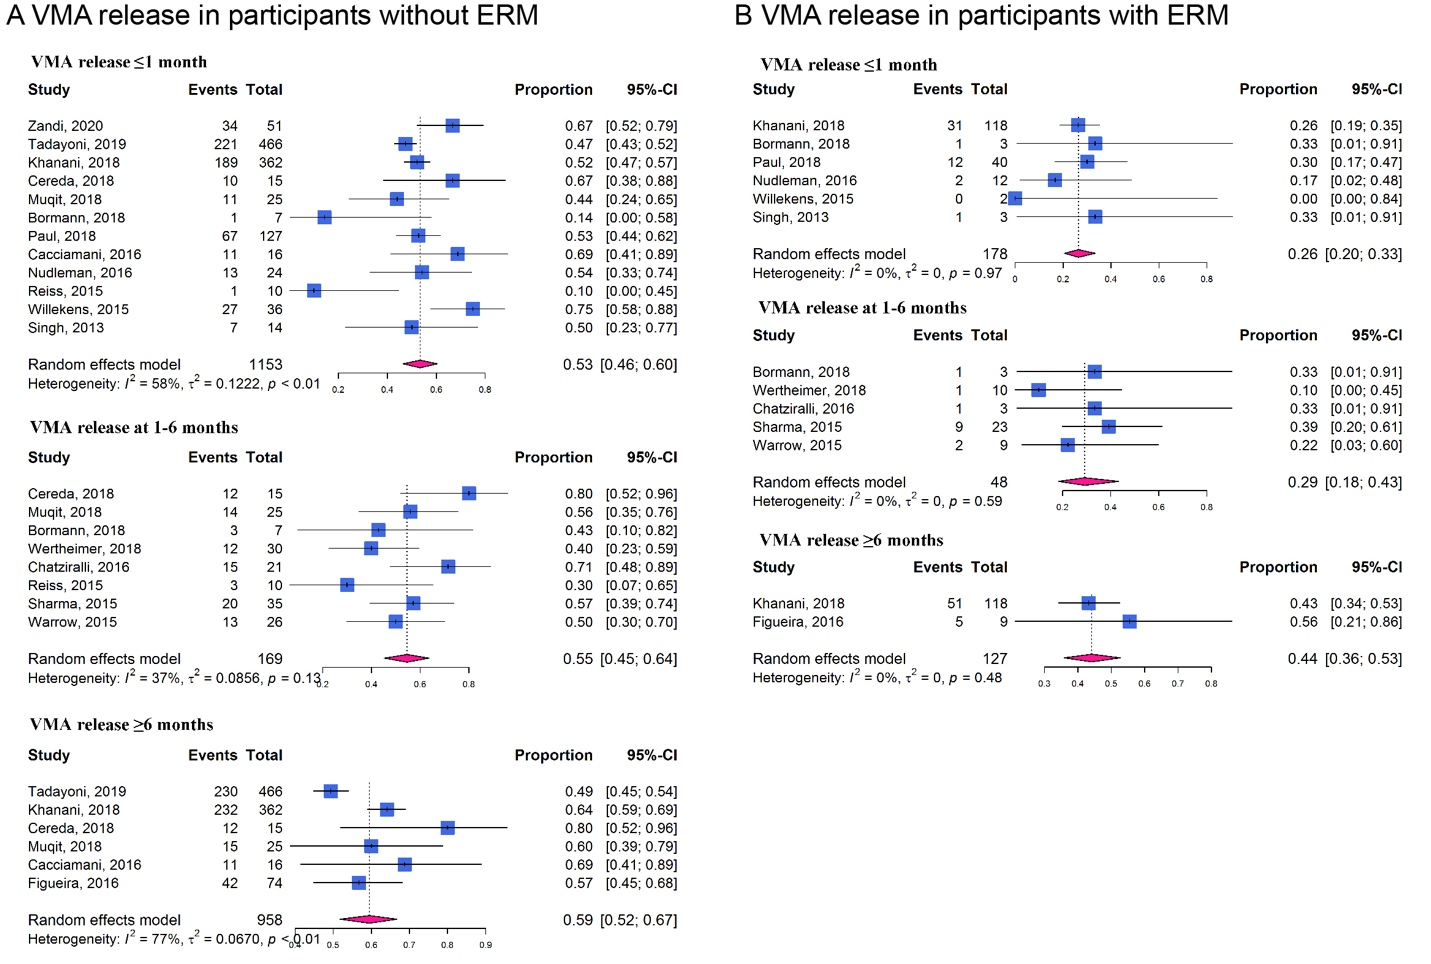 A VMA release in participants without ERM
VMA release ≤1 month
Study Events Total Proportion 95%-CI
Zandi, 2020 34 51 0.67 [0.52; 0.79]
Tadayoni, 2019 221 466 0.47 [0.43; 0.52]
Khanani, 2018 189 362 0.52 [0.47; 0.57]
Cereda, 2018 10 15 0.67 [0.38; 0.88]
Muqit, 2018 11 25 0.44 [0.24; 0.65]
Bormann, 2018 1 7 0.14 [0.00; 0.58]
Paul, 2018 67 127 0.53 [0.44; 0.62]
Cacciamani, 2016 11 16 0.69 [0.41; 0.89]
Nudleman, 2016 13 24 0.54 [0.33; 0.74]
Reiss, 2015 1 10 0.10 [0.00; 0.45]
Willekens, 2015 27 36 0.75 [0.58; 0.88]
Singh, 2013 7 14 0.50 [0.23; 0.77]
Random effects model 1153 0.53 [0.46; 0.60]
Heterogeneity: I² = 58%, τ² = 0.1222, p < 0.01
0.2 0.4 0.6 0.8
VMA release at 1-6 months
Study Events Total Proportion 95%-CI
Cereda, 2018 12 15 0.80 [0.52; 0.96]
Muqit, 2018 14 25 0.56 [0.35; 0.76]
Bormann, 2018 3 7 0.43 [0.10; 0.82]
Wertheimer, 2018 12 30 0.40 [0.23; 0.59]
Chatziralli, 2016 15 21 0.71 [0.48; 0.89]
Reiss, 2015 3 10 0.30 [0.07; 0.65]
Sharma, 2015 20 35 0.57 [0.39; 0.74]
Warrow, 2015 13 26 0.50 [0.30; 0.70]
Random effects model 169 0.55 [0.45; 0.64]
Heterogeneity: I² = 37%, τ² = 0.0856, p = 0.13
0.2 0.4 0.6 0.8
VMA release ≥6 months
Study Events Total Proportion 95%-CI
Tadayoni, 2019 230 466 0.49 [0.45; 0.54]
Khanani, 2018 232 362 0.64 [0.59; 0.69]
Cereda, 2018 12 15 0.80 [0.52; 0.96]
Muqit, 2018 15 25 0.60 [0.39; 0.79]
Cacciamani, 2016 11 16 0.69 [0.41; 0.89]
Figueira, 2016 42 74 0.57 [0.45; 0.68]
Random effects model 958 0.59 [0.52; 0.67]
Heterogeneity: I² = 77%, τ² = 0.0670, p < 0.01
0.4 0.5 0.6 0.7 0.8 0.9
B VMA release in participants with ERM
VMA release ≤1 month
Study Events Total Proportion 95%-CI
Khanani, 2018 31 118 0.26 [0.19; 0.35]
Bormann, 2018 1 3 0.33 [0.01; 0.91]
Paul, 2018 12 40 0.30 [0.17; 0.47]
Nudleman, 2016 2 12 0.17 [0.02; 0.48]
Willekens, 2015 0 2 0.00 [0.00; 0.84]
Singh, 2013 1 3 0.33 [0.01; 0.91]
Random effects model 178 0.26 [0.20; 0.33]
Heterogeneity: I² = 0%, τ² = 0, p = 0.97
0 0.2 0.4 0.6 0.8
VMA release at 1-6 months
Study Events Total Proportion 95%-CI
Bormann, 2018 1 3 0.33 [0.01; 0.91]
Wertheimer, 2018 1 10 0.10 [0.00; 0.45]
Chatziralli, 2016 1 3 0.33 [0.01; 0.91]
Sharma, 2015 9 23 0.39 [0.20; 0.61]
Warrow, 2015 2 9 0.22 [0.03; 0.60]
Random effects model 48 0.29 [0.18; 0.43]
Heterogeneity: I² = 0%, τ² = 0, p = 0.59
0.2 0.4 0.6 0.8
VMA release ≥6 months
Study Events Total Proportion 95%-CI
Khanani, 2018 51 118 0.43 [0.34; 0.53]
Figueira, 2016 5 9 0.56 [0.21; 0.86]
Random effects model 127 0.44 [0.36; 0.53]
Heterogeneity: I² = 0%, τ² = 0, p = 0.48
0.3 0.4 0.5 0.6 0.7 0.8